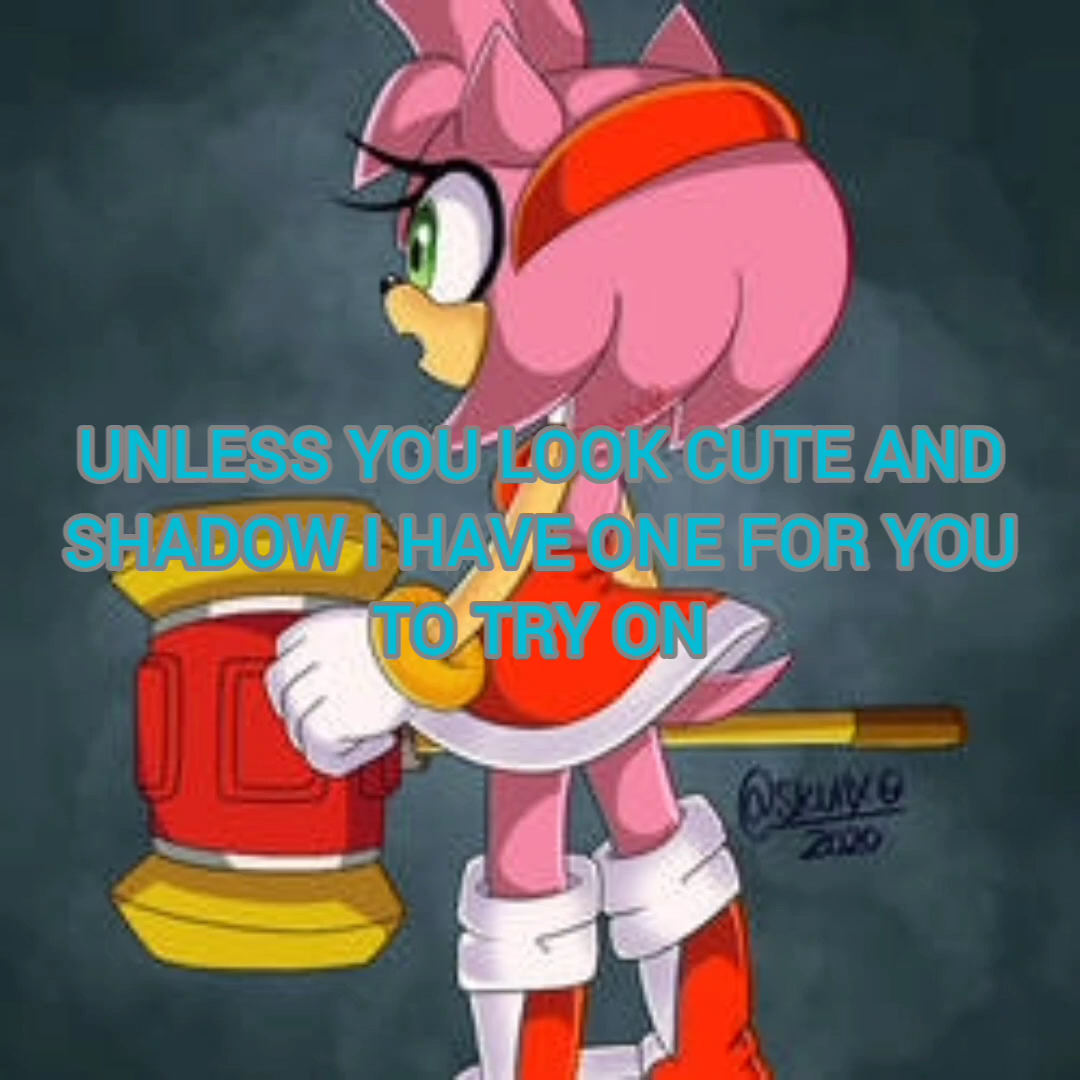 UNLESS YOU LOOK CUTE AND
SHADOW I HAVE ONE FOR YOU
TO TRY ON
2020